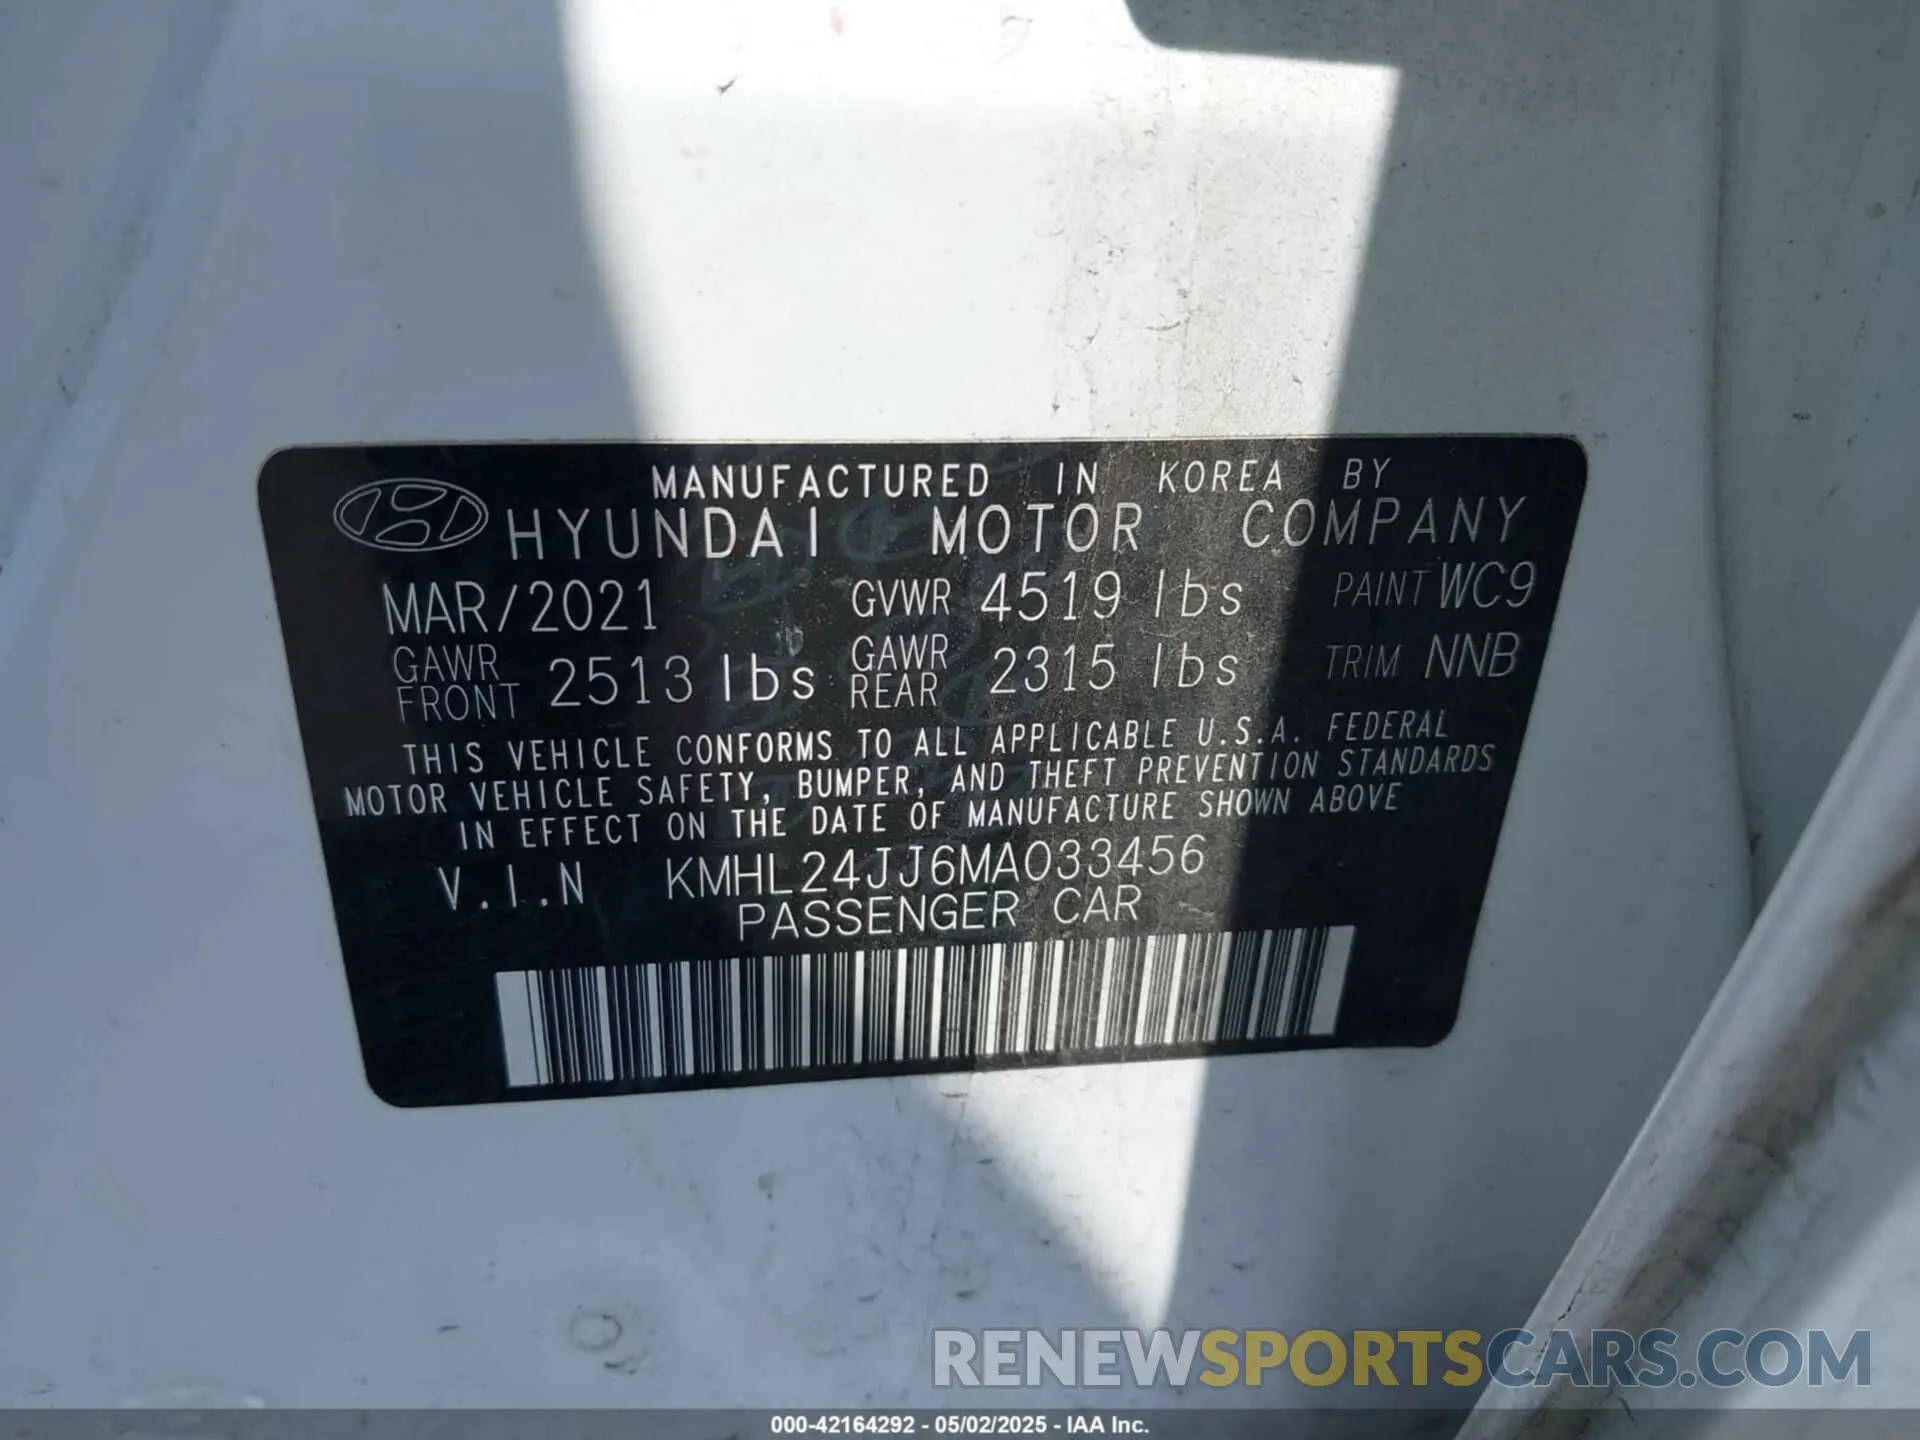 MANUFACTURED IN KOREA BY
HYUNDAI MOTOR COMPANY
MAR/2021 GVWR 4519 lbs PAINT WC9
GAWR FRONT 2513 lbs GAWR REAR 2315 lbs TRIM NNB
THIS VEHICLE CONFORMS TO ALL APPLICABLE U.S.A. FEDERAL
MOTOR VEHICLE SAFETY, BUMPER, AND THEFT PREVENTION STANDARDS
IN EFFECT ON THE DATE OF MANUFACTURE SHOWN ABOVE
V.I.N KMHL24JJ6MA033456
PASSENGER CAR
RENEWSPORTSCARS.COM
000-42164292 - 05/02/2025 - IAA Inc.